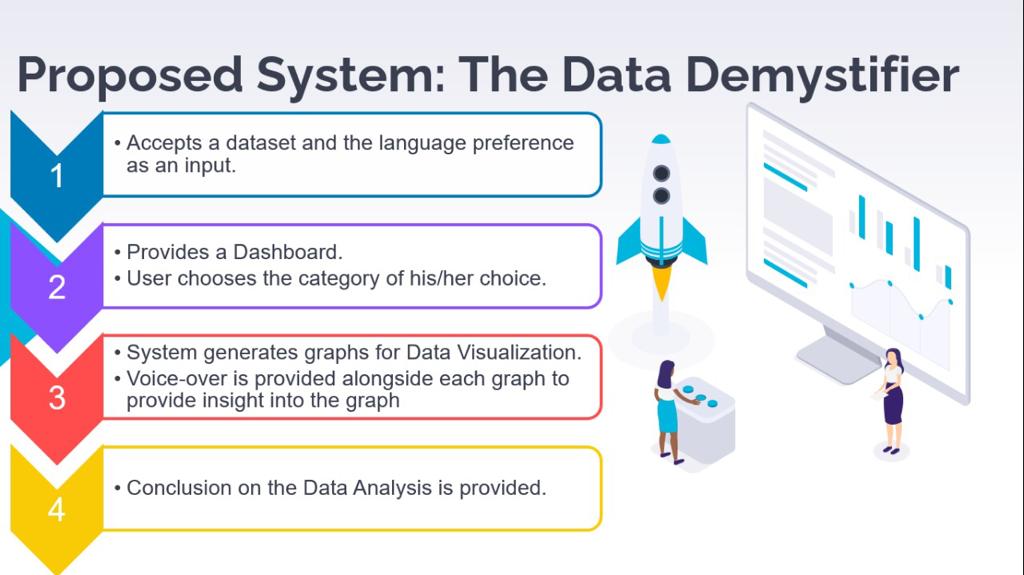 Proposed System: The Data Demystifier
1
• Accepts a dataset and the language preference
as an input.
2
• Provides a Dashboard.
• User chooses the category of his/her choice.
3
• System generates graphs for Data Visualization.
• Voice-over is provided alongside each graph to
provide insight into the graph
4
• Conclusion on the Data Analysis is provided.